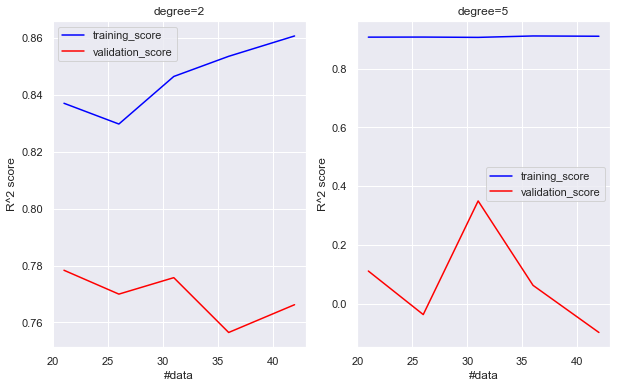 degree=2
R^2 score
0.86
0.84
0.82
0.80
0.78
0.76
training_score
validation_score
20
25
30
35
40
#data
degree=5
R^2 score
0.8
0.6
0.4
0.2
0.0
training_score
validation_score
20
25
30
35
40
#data